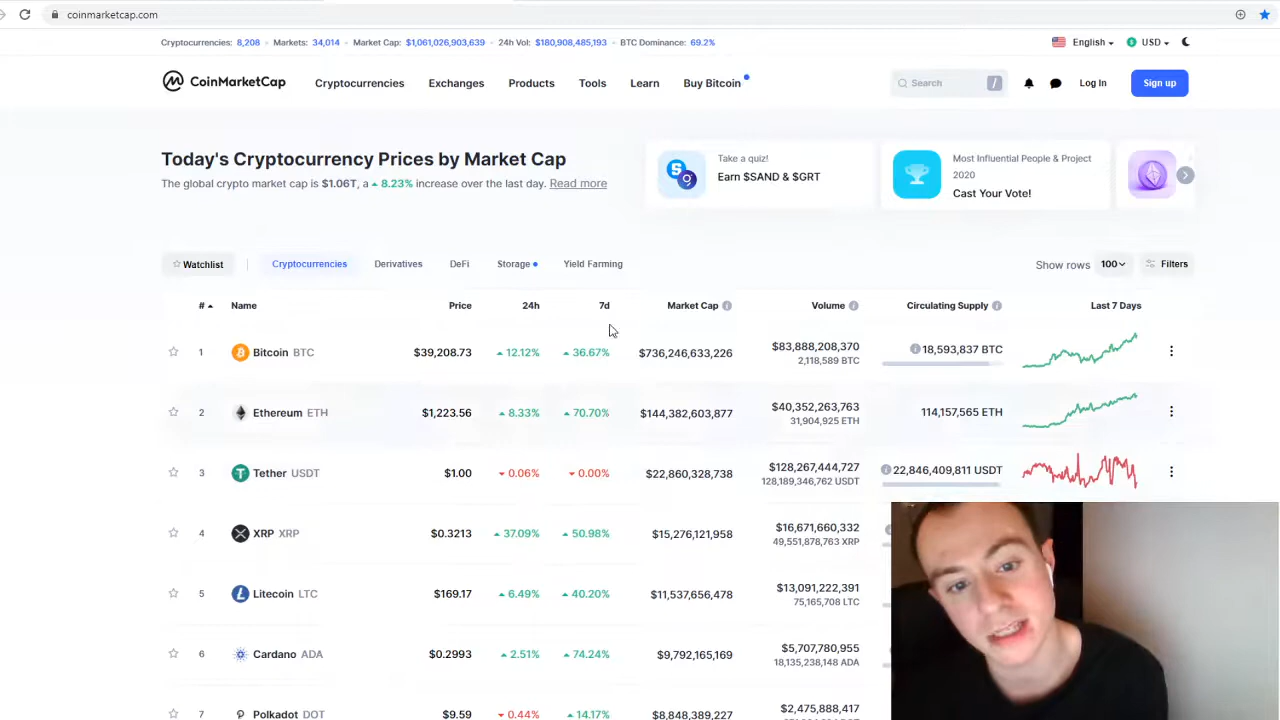 coinmarketcap.com
Cryptocurrencies: 8,208 • Markets: 34,014 • Market Cap: $1,061,026,903,639 • 24h Vol: $180,908,485,193 • BTC Dominance: 69.2%
English USD
CoinMarketCap Cryptocurrencies Exchanges Products Tools Learn Buy Bitcoin Search / Log In Sign up
Today's Cryptocurrency Prices by Market Cap
The global crypto market cap is $1.06T, a 8.23% increase over the last day. Read more
Take a quiz!
Earn $SAND & $GRT
Most Influential People & Project
2020
Cast Your Vote!
Watchlist Cryptocurrencies Derivatives DeFi Storage Yield Farming Show rows 100 Filters
# Name Price 24h 7d Market Cap Volume Circulating Supply Last 7 Days
1 Bitcoin BTC $39,208.73 12.12% 36.67% $736,246,633,226 $83,888,208,370 18,593,837 BTC
2,118,589 BTC
2 Ethereum ETH $1,223.56 8.33% 70.70% $144,382,603,877 $40,352,263,763 114,157,565 ETH
31,904,925 ETH
3 Tether USDT $1.00 0.06% 0.00% $22,860,328,738 $128,267,444,727 22,846,409,811 USDT
128,189,346,762 USDT
4 XRP XRP $0.3213 37.09% 50.98% $15,276,121,958 $16,671,660,332
49,551,878,763 XRP
5 Litecoin LTC $169.17 6.49% 40.20% $11,537,656,478 $13,091,222,391
75,165,708 LTC
6 Cardano ADA $0.2993 2.51% 74.24% $9,792,165,169 $5,707,780,955
18,135,238,148 ADA
7 Polkadot DOT $9.59 0.44% 14.17% $8,848,389,227 $2,475,888,417